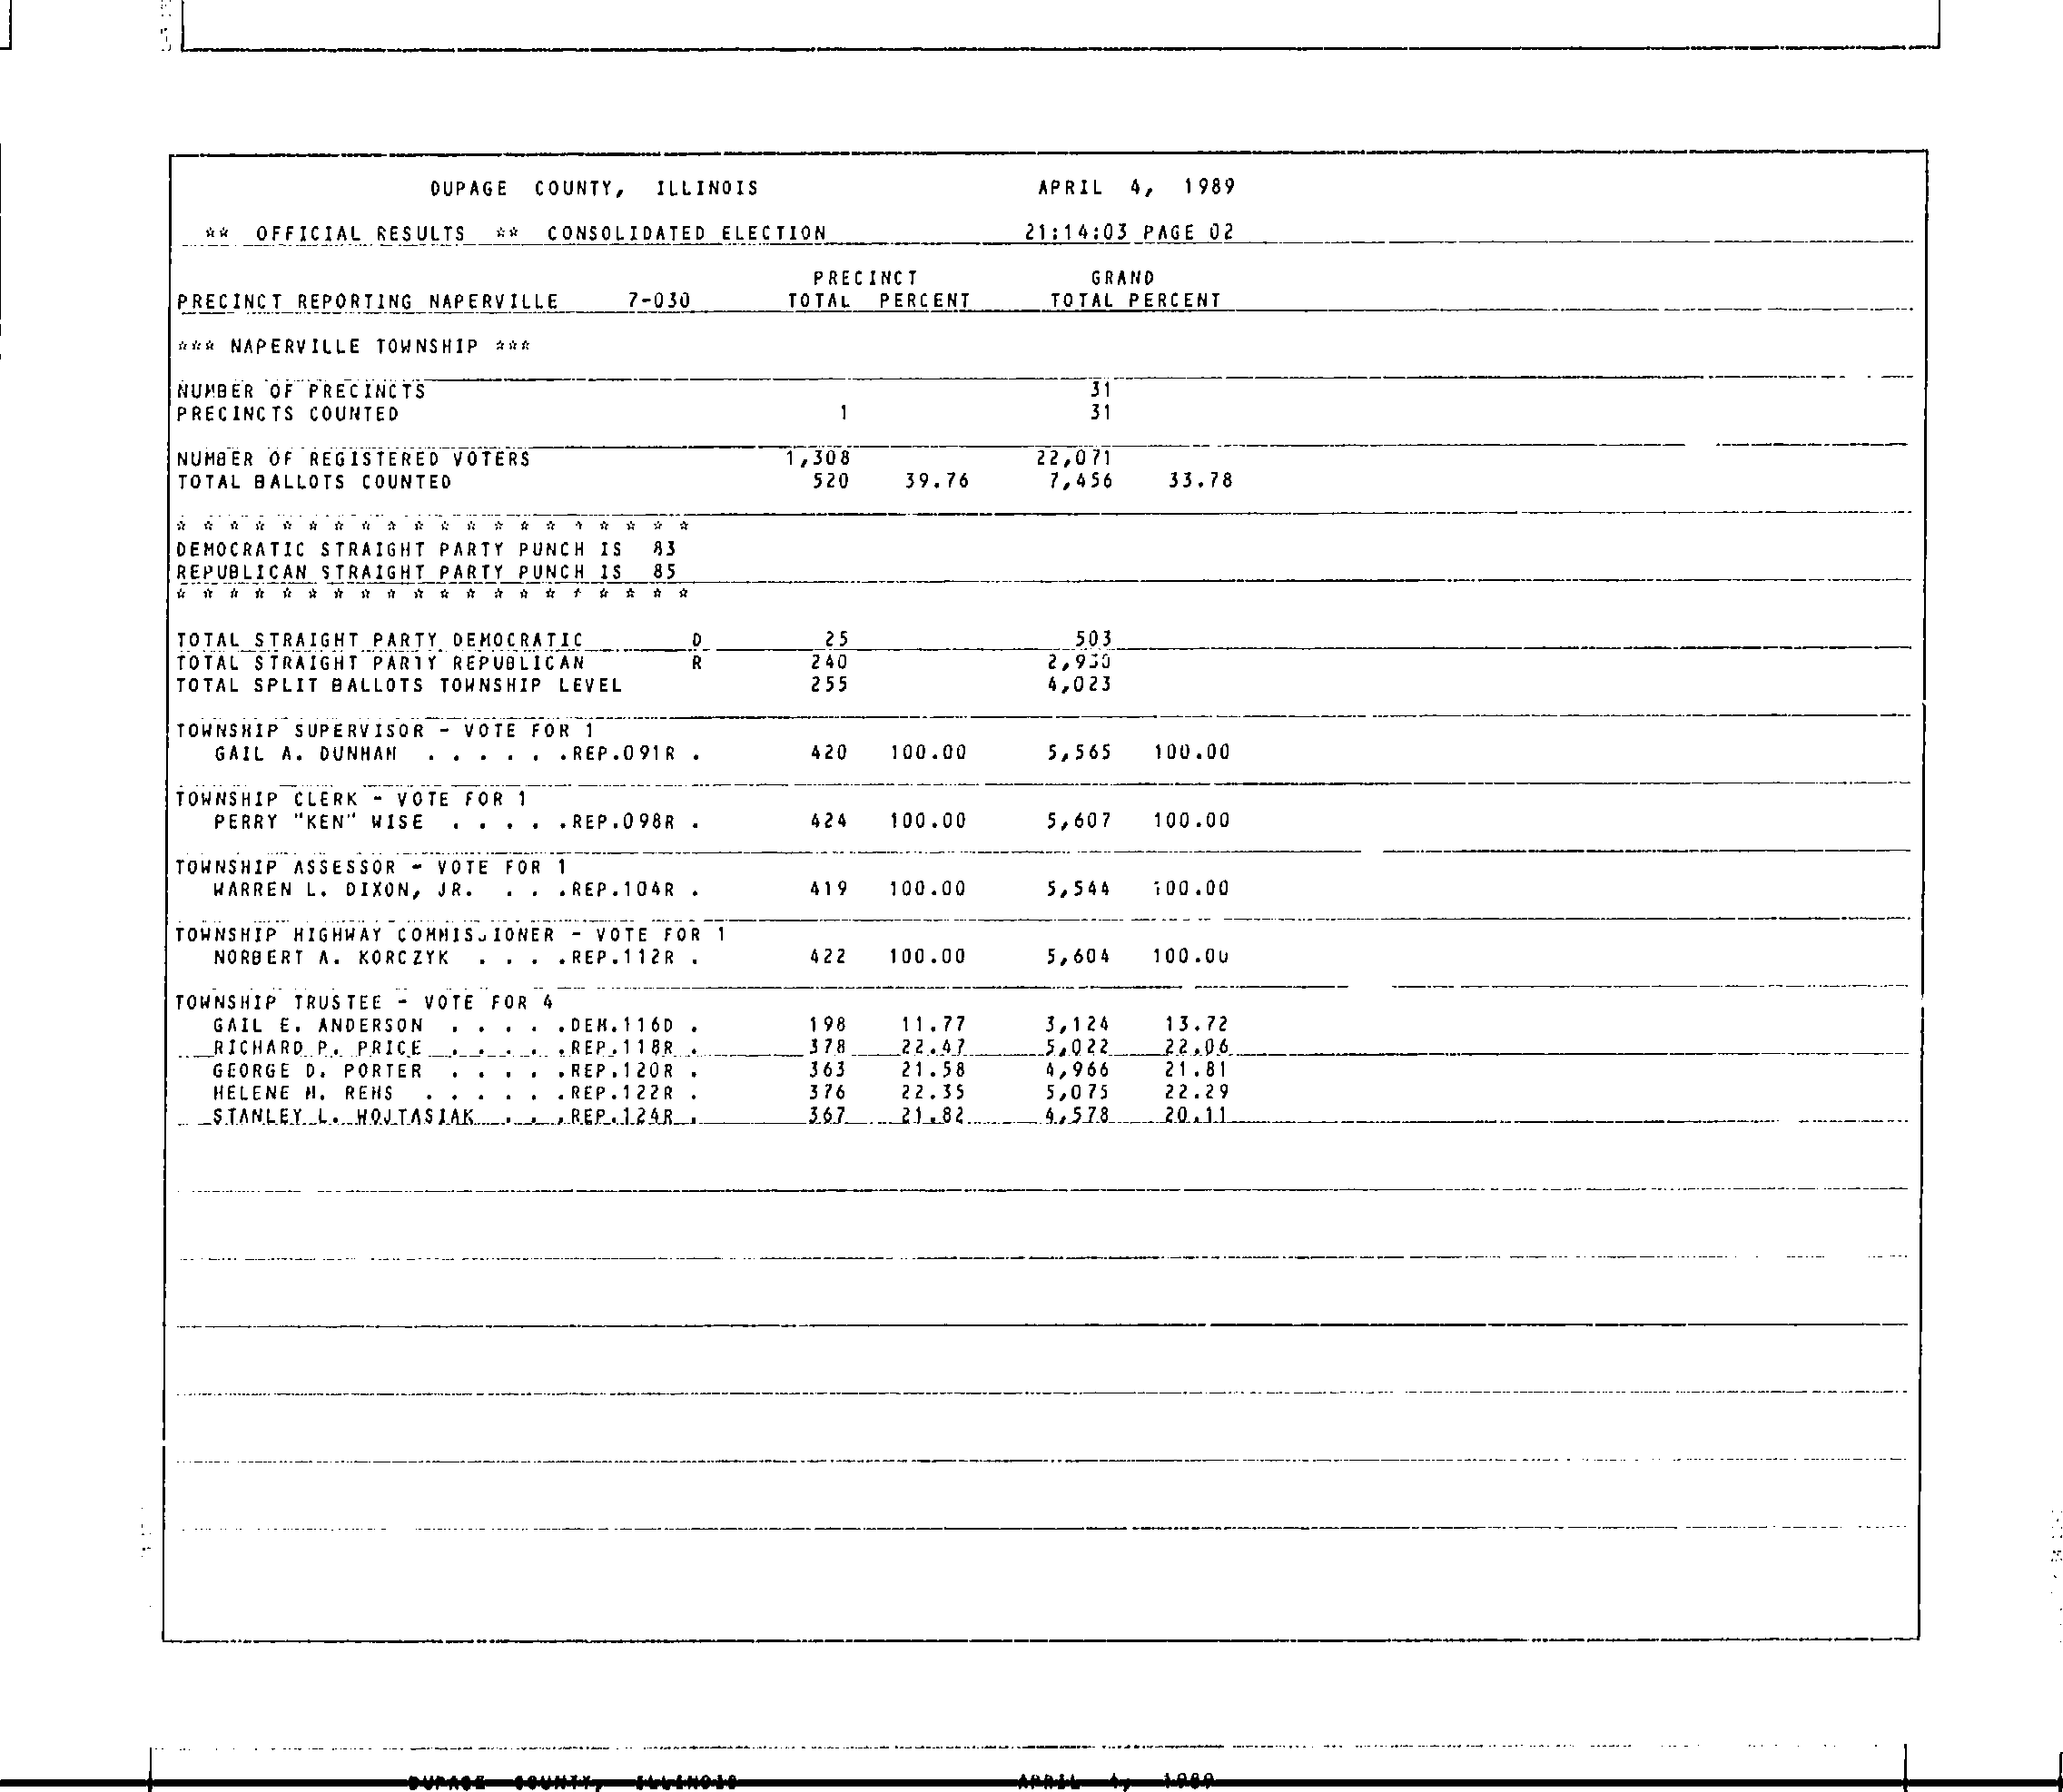 DUPAGE COUNTY, ILLINOIS APRIL 4, 1989
** OFFICIAL RESULTS ** CONSOLIDATED ELECTION 21:14:03 PAGE 02
PRECINCT GRAND
PRECINCT REPORTING NAPERVILLE 7-030 TOTAL PERCENT TOTAL PERCENT
*** NAPERVILLE TOWNSHIP ***
NUMBER OF PRECINCTS 31
PRECINCTS COUNTED 1 31
NUMBER OF REGISTERED VOTERS 1,308 22,071
TOTAL BALLOTS COUNTED 520 39.76 7,456 33.78
* * * * * * * * * * * * * * * * * * * *
DEMOCRATIC STRAIGHT PARTY PUNCH IS 83
REPUBLICAN STRAIGHT PARTY PUNCH IS 85
* * * * * * * * * * * * * * * * * * * *
TOTAL STRAIGHT PARTY DEMOCRATIC D 25 503
TOTAL STRAIGHT PARTY REPUBLICAN R 240 2,930
TOTAL SPLIT BALLOTS TOWNSHIP LEVEL 255 4,023
TOWNSHIP SUPERVISOR - VOTE FOR 1
GAIL A. DUNHAM . . . . . .REP.091R . 420 100.00 5,565 100.00
TOWNSHIP CLERK - VOTE FOR 1
PERRY "KEN" WISE . . . . .REP.098R . 424 100.00 5,607 100.00
TOWNSHIP ASSESSOR - VOTE FOR 1
WARREN L. DIXON, JR. . . .REP.104R . 419 100.00 5,544 100.00
TOWNSHIP HIGHWAY COMMISSIONER - VOTE FOR 1
NORBERT A. KORCZYK . . . .REP.112R . 422 100.00 5,604 100.00
TOWNSHIP TRUSTEE - VOTE FOR 4
GAIL E. ANDERSON . . . . .DEM.116D . 198 11.77 3,124 13.72
RICHARD P. PRICE . . . . .REP.118R . 378 22.47 5,022 22.06
GEORGE D. PORTER . . . . .REP.120R . 363 21.58 4,966 21.81
HELENE M. REHS . . . . . .REP.122R . 376 22.35 5,075 22.29
STANLEY L. WOJTASIAK . . .REP.124R . 367 21.82 4,578 20.11
DUPAGE COUNTY, ILLINOIS APRIL 4, 1989